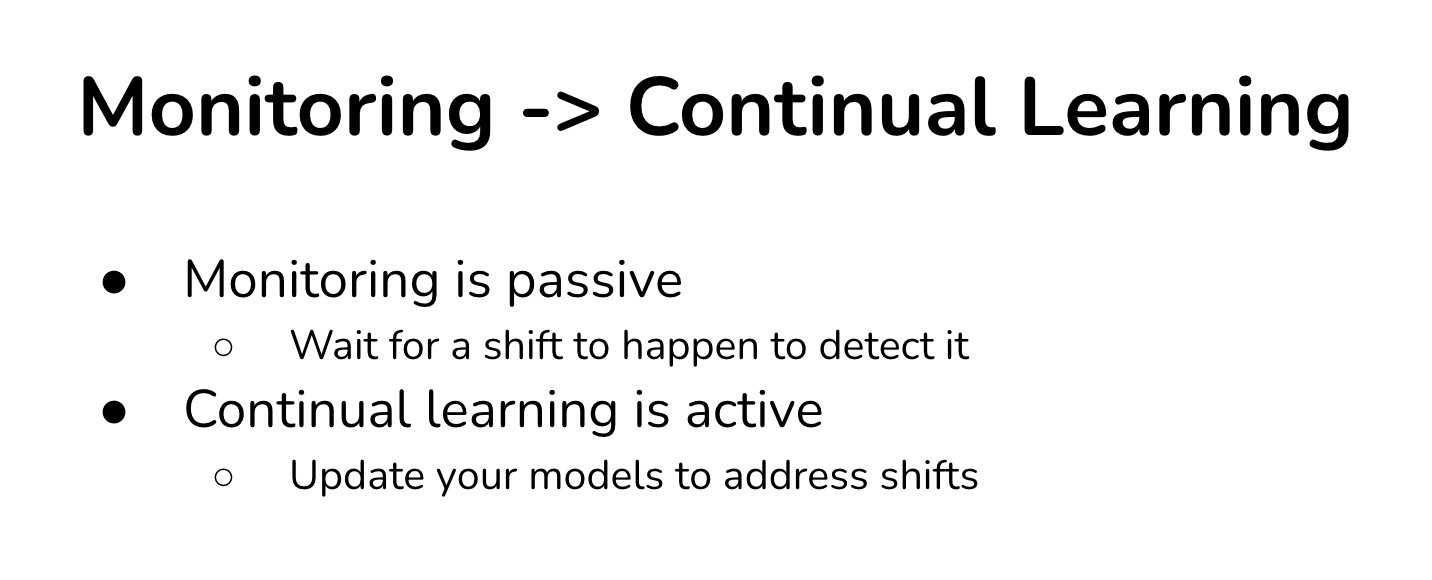 Monitoring -> Continual Learning
● Monitoring is passive
○ Wait for a shift to happen to detect it
● Continual learning is active
○ Update your models to address shifts